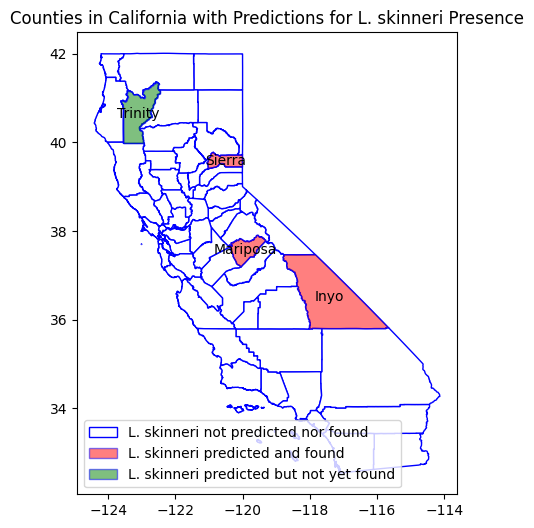 Counties in California with Predictions for L. skinneri Presence
42
40
38
36
34
Trinity
Sierra
Mariposa
Inyo
L. skinneri not predicted nor found
L. skinneri predicted and found
L. skinneri predicted but not yet found
−124 −122 −120 −118 −116 −114